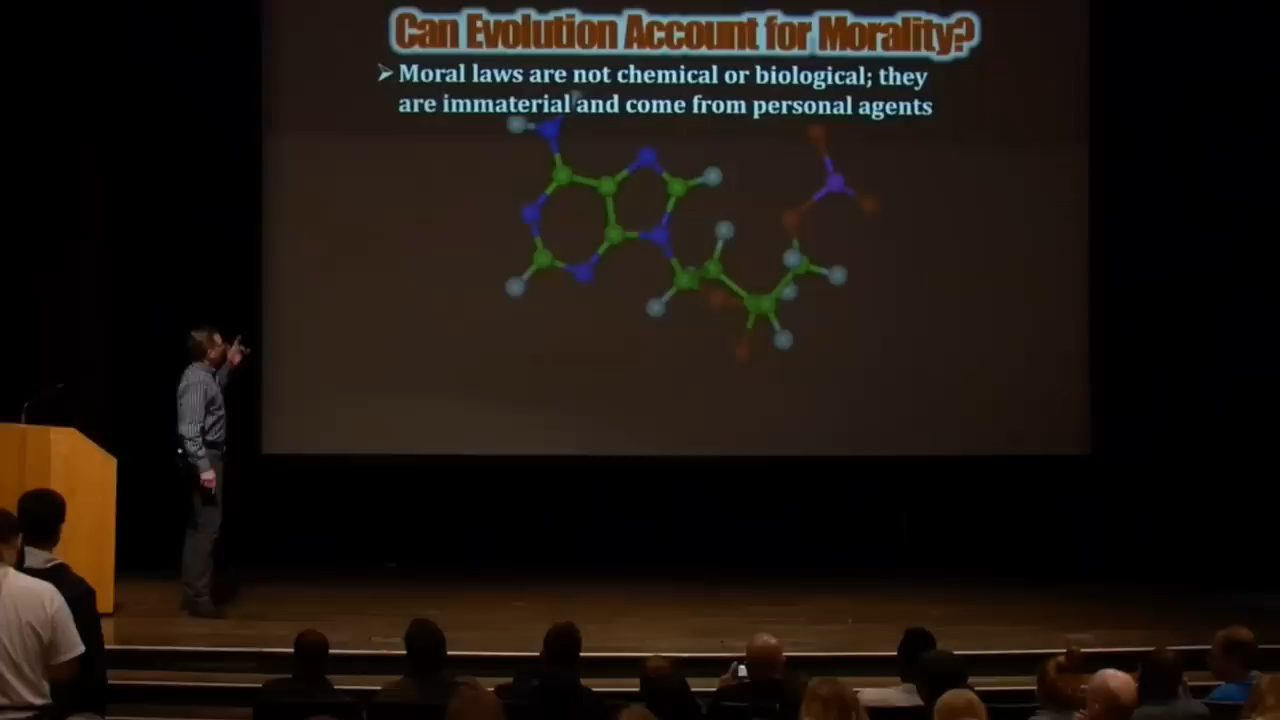 Can Evolution Account for Morality?
Moral laws are not chemical or biological; they
are immaterial and come from personal agents